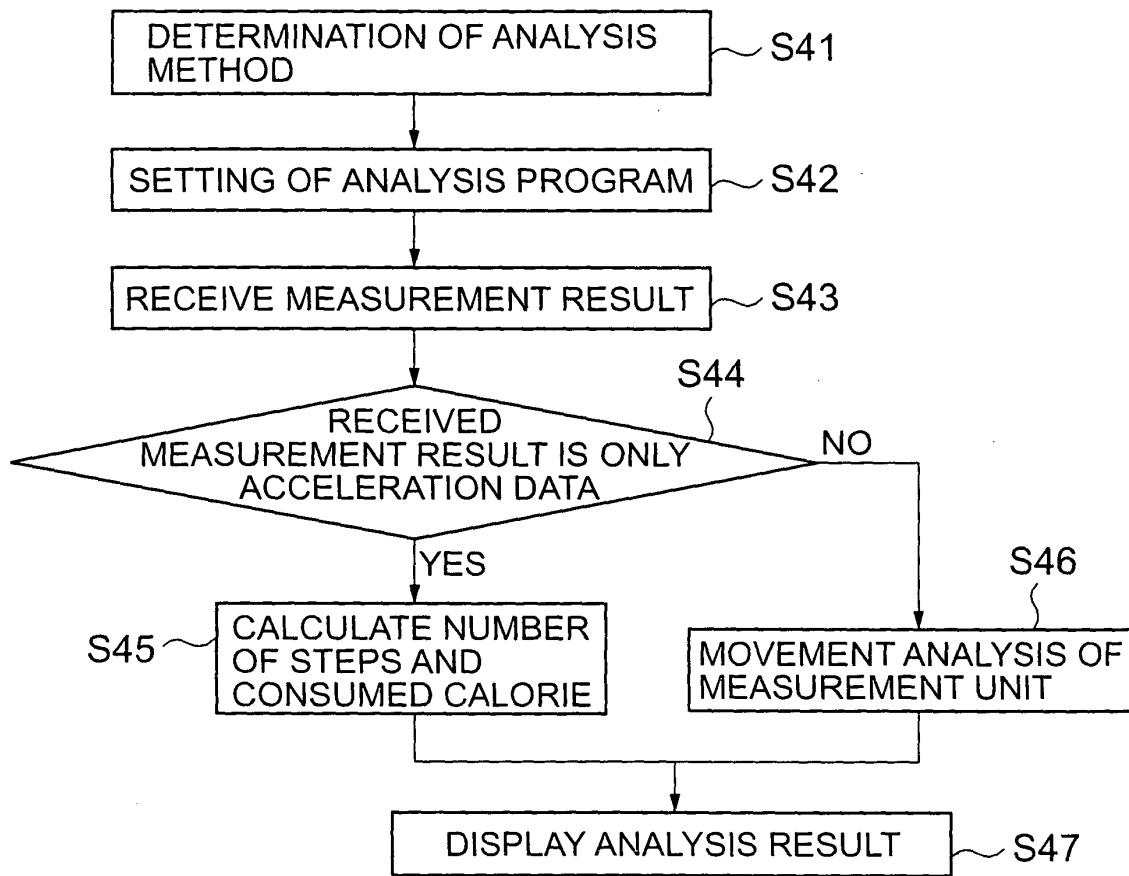 DETERMINATION OF ANALYSIS
METHOD
S41
SETTING OF ANALYSIS PROGRAM
S42
RECEIVE MEASUREMENT RESULT
S43
S44
RECEIVED
MEASUREMENT RESULT IS ONLY
ACCELERATION DATA
NO
YES
S45
CALCULATE NUMBER
OF STEPS AND
CONSUMED CALORIE
S46
MOVEMENT ANALYSIS OF
MEASUREMENT UNIT
DISPLAY ANALYSIS RESULT
S47